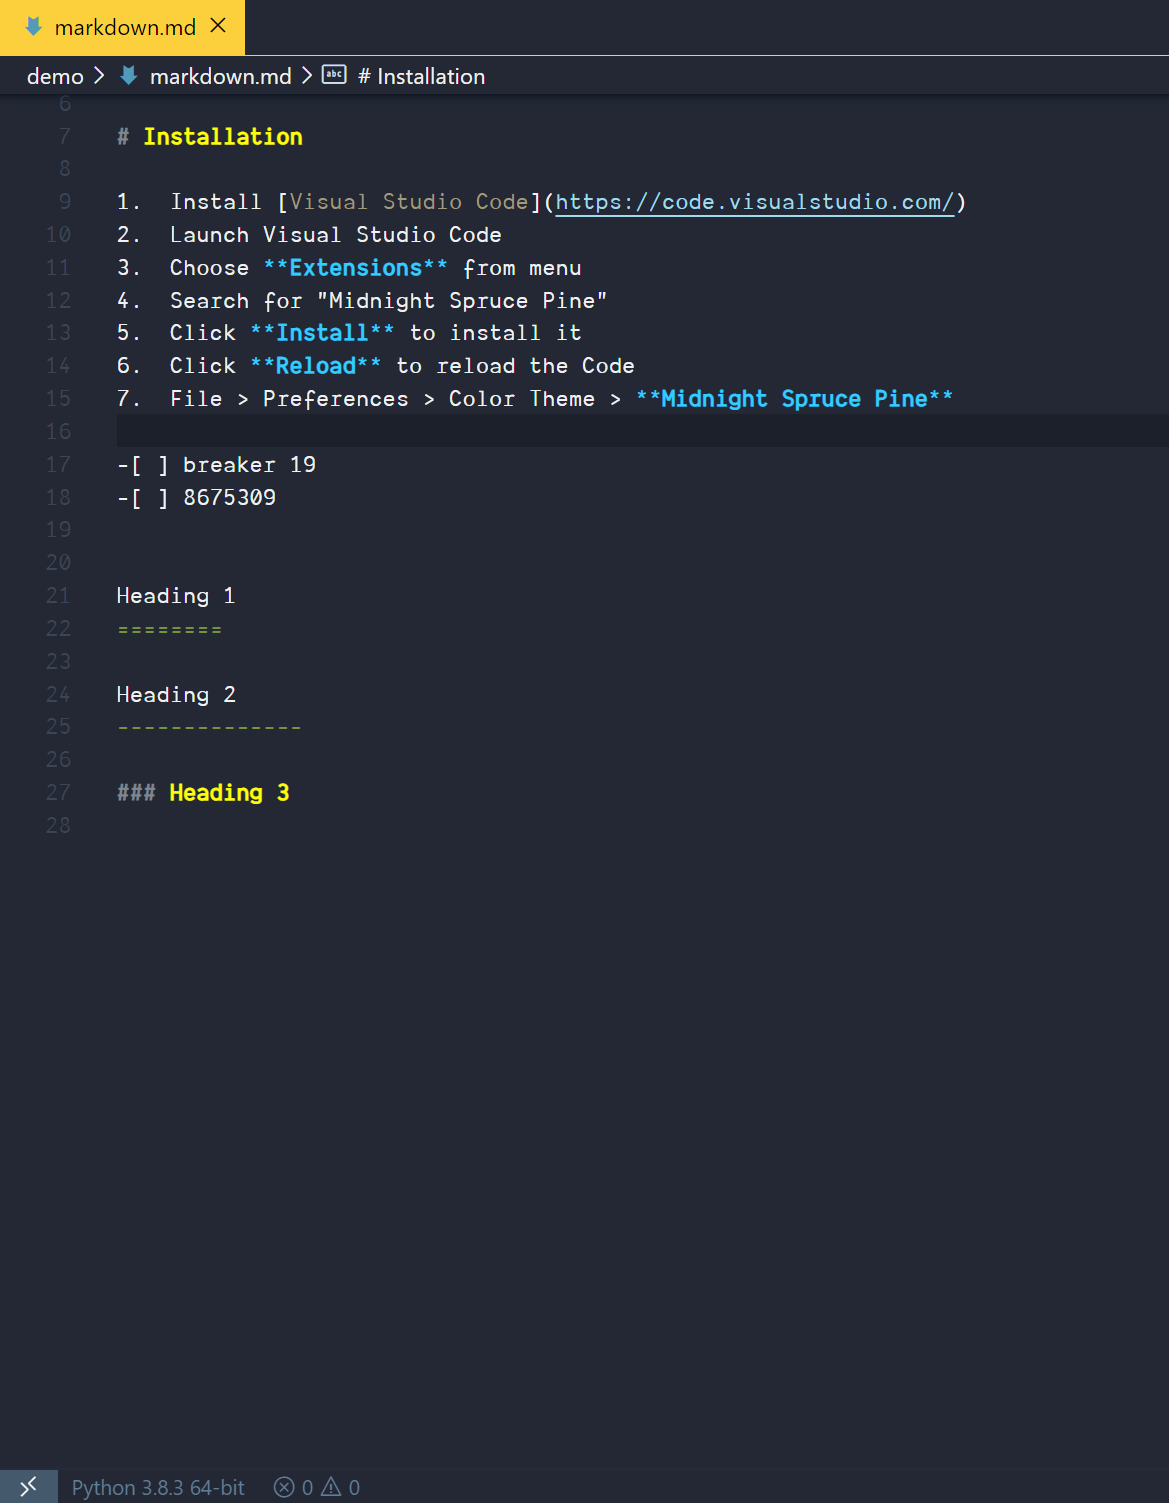 markdown.md
demo > markdown.md > # Installation
6
7 # Installation
8
9 1.  Install [Visual Studio Code](https://code.visualstudio.com/)
10 2.  Launch Visual Studio Code
11 3.  Choose **Extensions** from menu
12 4.  Search for "Midnight Spruce Pine"
13 5.  Click **Install** to install it
14 6.  Click **Reload** to reload the Code
15 7.  File > Preferences > Color Theme > **Midnight Spruce Pine**
16
17 -[ ] breaker 19
18 -[ ] 8675309
19
20
21 Heading 1
22 ========
23
24 Heading 2
25 --------------
26
27 ### Heading 3
28
Python 3.8.3 64-bit 0 0